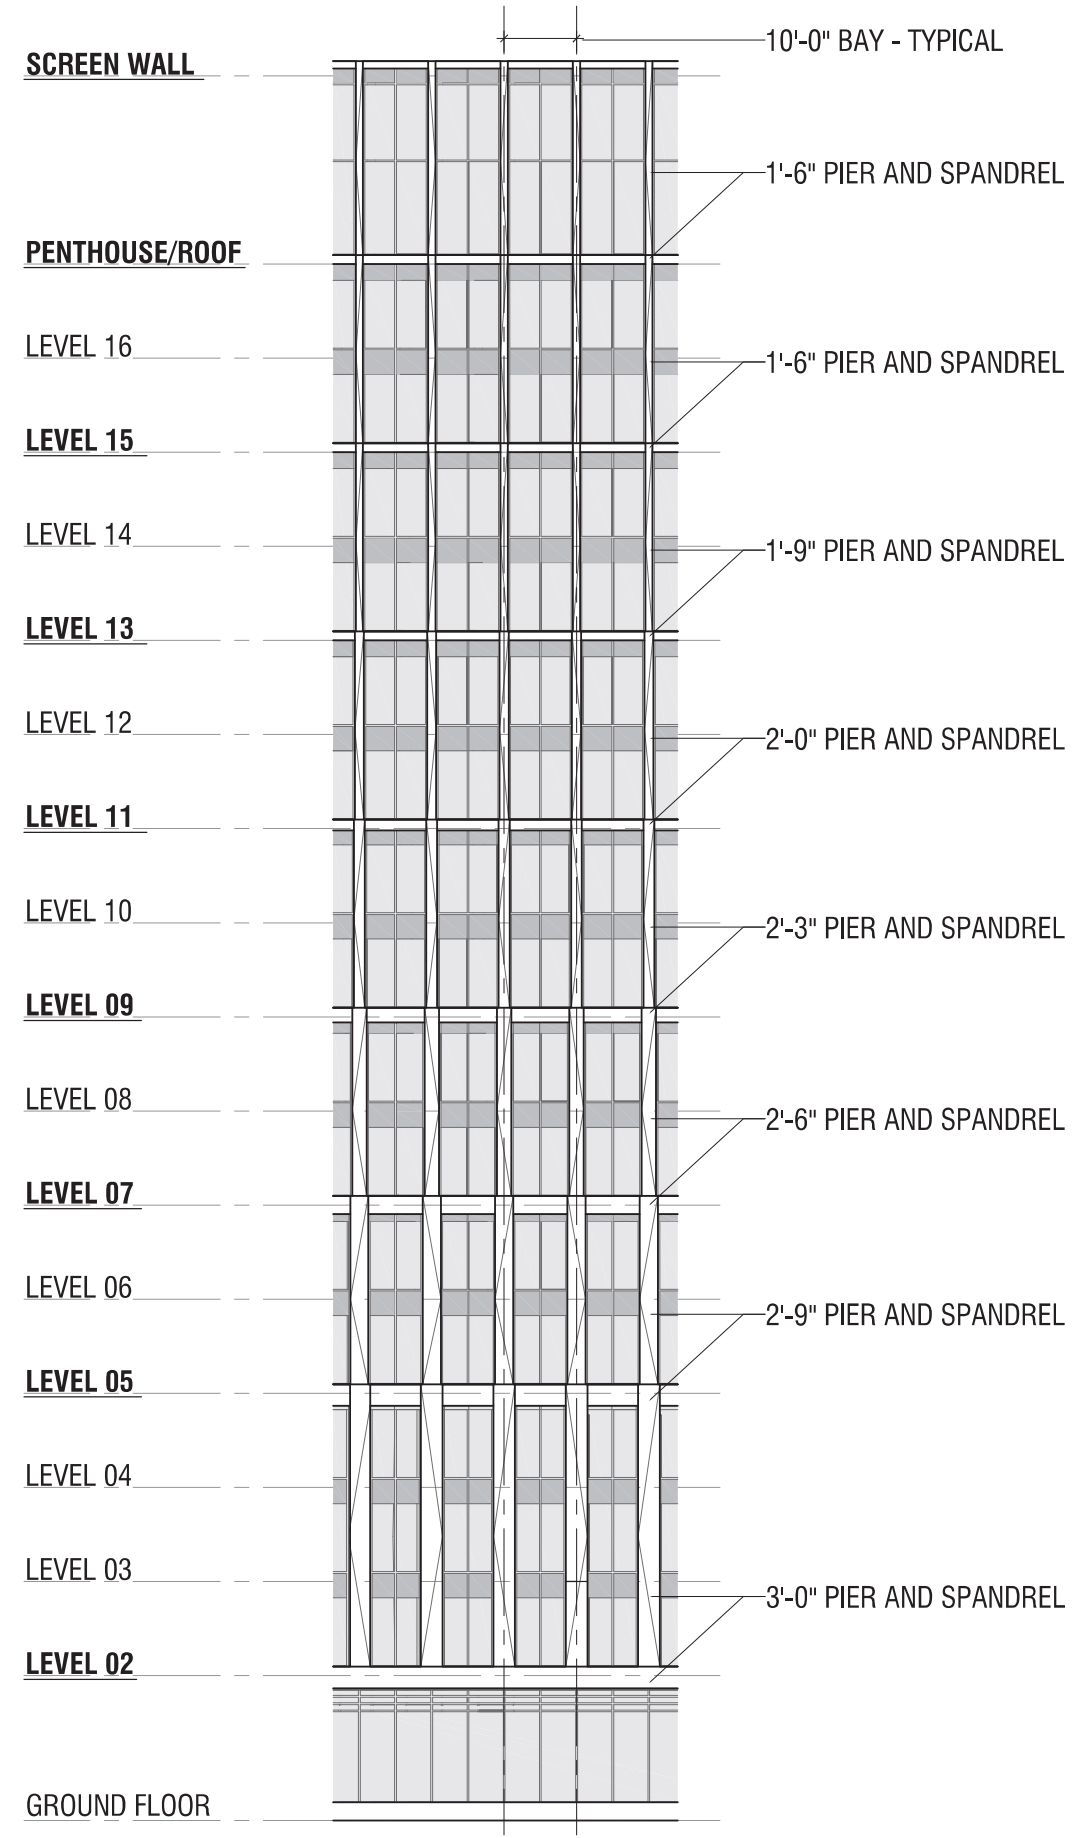 10'-0" BAY - TYPICAL
SCREEN WALL
1'-6" PIER AND SPANDREL
PENTHOUSE/ROOF
LEVEL 16
1'-6" PIER AND SPANDREL
LEVEL 15
LEVEL 14
1'-9" PIER AND SPANDREL
LEVEL 13
LEVEL 12
2'-0" PIER AND SPANDREL
LEVEL 11
LEVEL 10
2'-3" PIER AND SPANDREL
LEVEL 09
LEVEL 08
2'-6" PIER AND SPANDREL
LEVEL 07
LEVEL 06
2'-9" PIER AND SPANDREL
LEVEL 05
LEVEL 04
LEVEL 03
3'-0" PIER AND SPANDREL
LEVEL 02
GROUND FLOOR